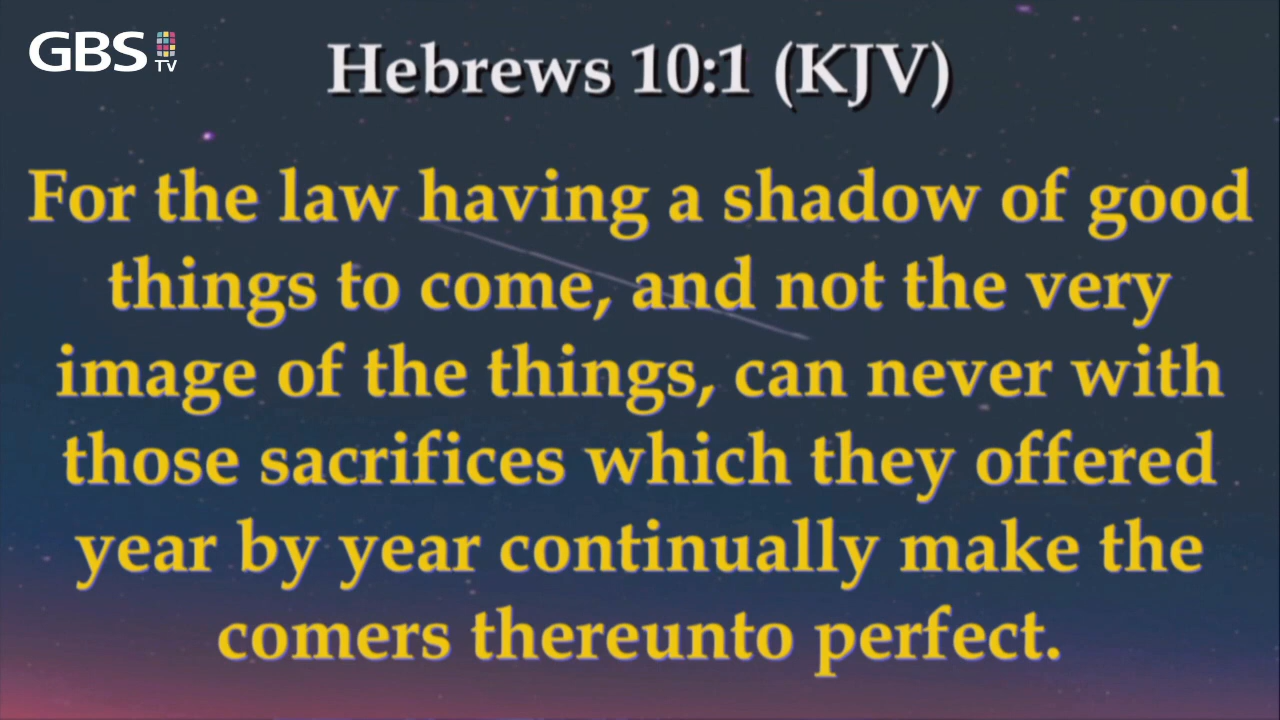 GBS TV
Hebrews 10:1 (KJV)
For the law having a shadow of good
things to come, and not the very
image of the things, can never with
those sacrifices which they offered
year by year continually make the
comers thereunto perfect.